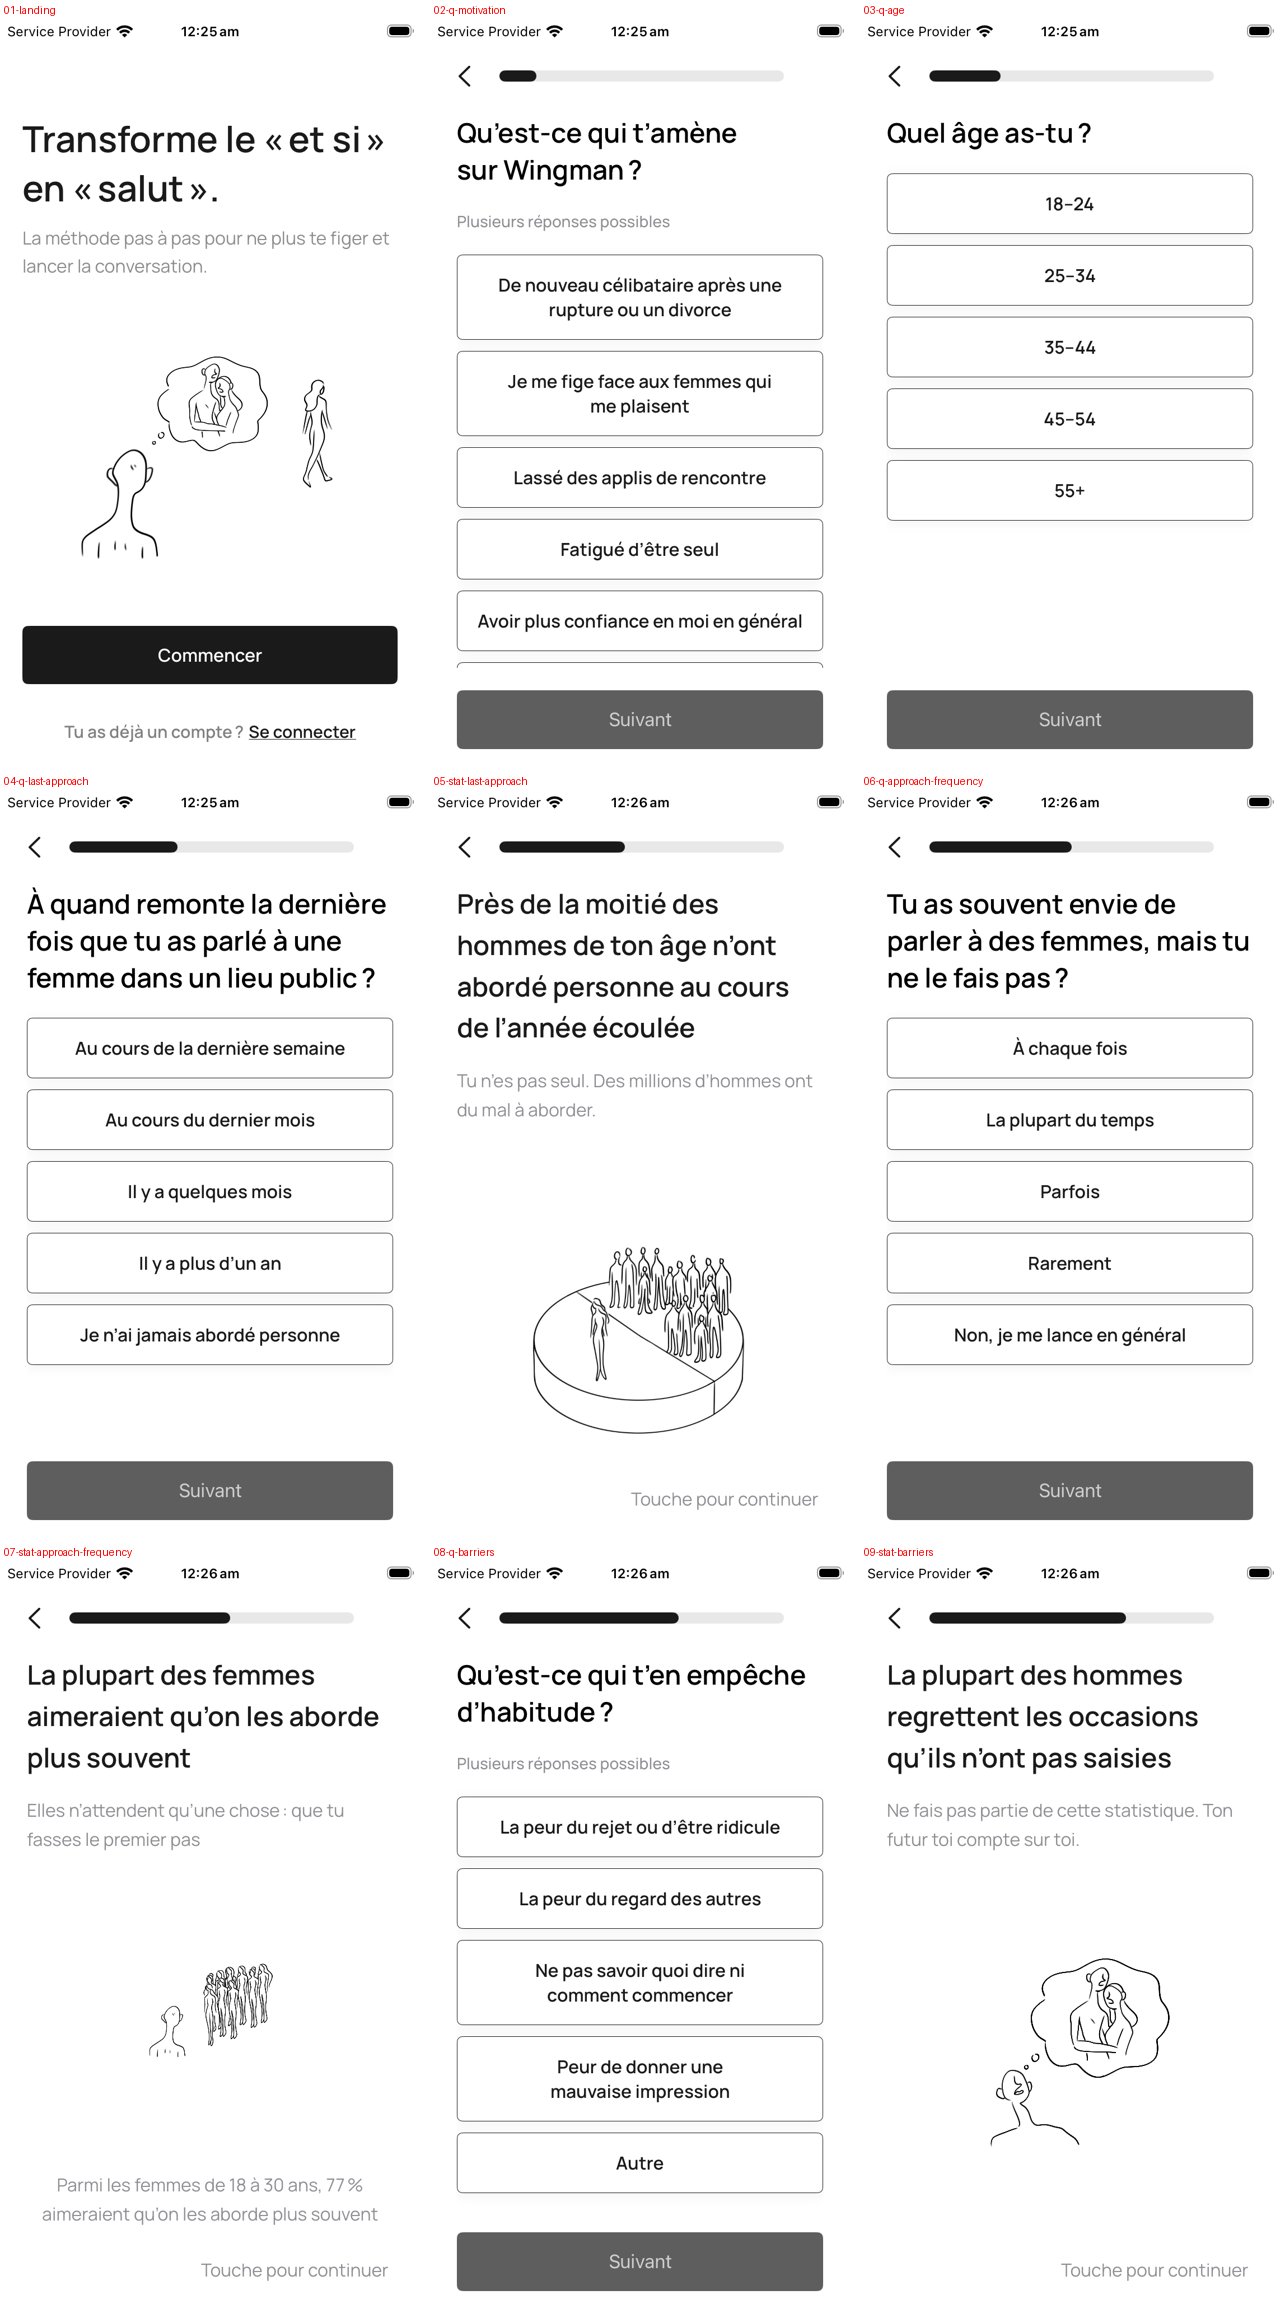 01-landing
Service Provider 12:25 am
Transforme le « et si »
en « salut ».
La méthode pas à pas pour ne plus te figer et
lancer la conversation.
Commencer
Tu as déjà un compte ? Se connecter
02-q-motivation
Service Provider 12:25 am
Qu’est-ce qui t’amène
sur Wingman ?
Plusieurs réponses possibles
De nouveau célibataire après une
rupture ou un divorce
Je me fige face aux femmes qui
me plaisent
Lassé des applis de rencontre
Fatigué d’être seul
Avoir plus confiance en moi en général
Suivant
03-q-age
Service Provider 12:25 am
Quel âge as-tu ?
18–24
25–34
35–44
45–54
55+
Suivant
04-q-last-approach
Service Provider 12:25 am
À quand remonte la dernière
fois que tu as parlé à une
femme dans un lieu public ?
Au cours de la dernière semaine
Au cours du dernier mois
Il y a quelques mois
Il y a plus d’un an
Je n’ai jamais abordé personne
Suivant
05-stat-last-approach
Service Provider 12:26 am
Près de la moitié des
hommes de ton âge n’ont
abordé personne au cours
de l’année écoulée
Tu n’es pas seul. Des millions d’hommes ont
du mal à aborder.
Touche pour continuer
06-q-approach-frequency
Service Provider 12:26 am
Tu as souvent envie de
parler à des femmes, mais tu
ne le fais pas ?
À chaque fois
La plupart du temps
Parfois
Rarement
Non, je me lance en général
Suivant
07-stat-approach-frequency
Service Provider 12:26 am
La plupart des femmes
aimeraient qu’on les aborde
plus souvent
Elles n’attendent qu’une chose : que tu
fasses le premier pas
Parmi les femmes de 18 à 30 ans, 77 %
aimeraient qu’on les aborde plus souvent
Touche pour continuer
08-q-barriers
Service Provider 12:26 am
Qu’est-ce qui t’en empêche
d’habitude ?
Plusieurs réponses possibles
La peur du rejet ou d’être ridicule
La peur du regard des autres
Ne pas savoir quoi dire ni
comment commencer
Peur de donner une
mauvaise impression
Autre
Suivant
09-stat-barriers
Service Provider 12:26 am
La plupart des hommes
regrettent les occasions
qu’ils n’ont pas saisies
Ne fais pas partie de cette statistique. Ton
futur toi compte sur toi.
Touche pour continuer